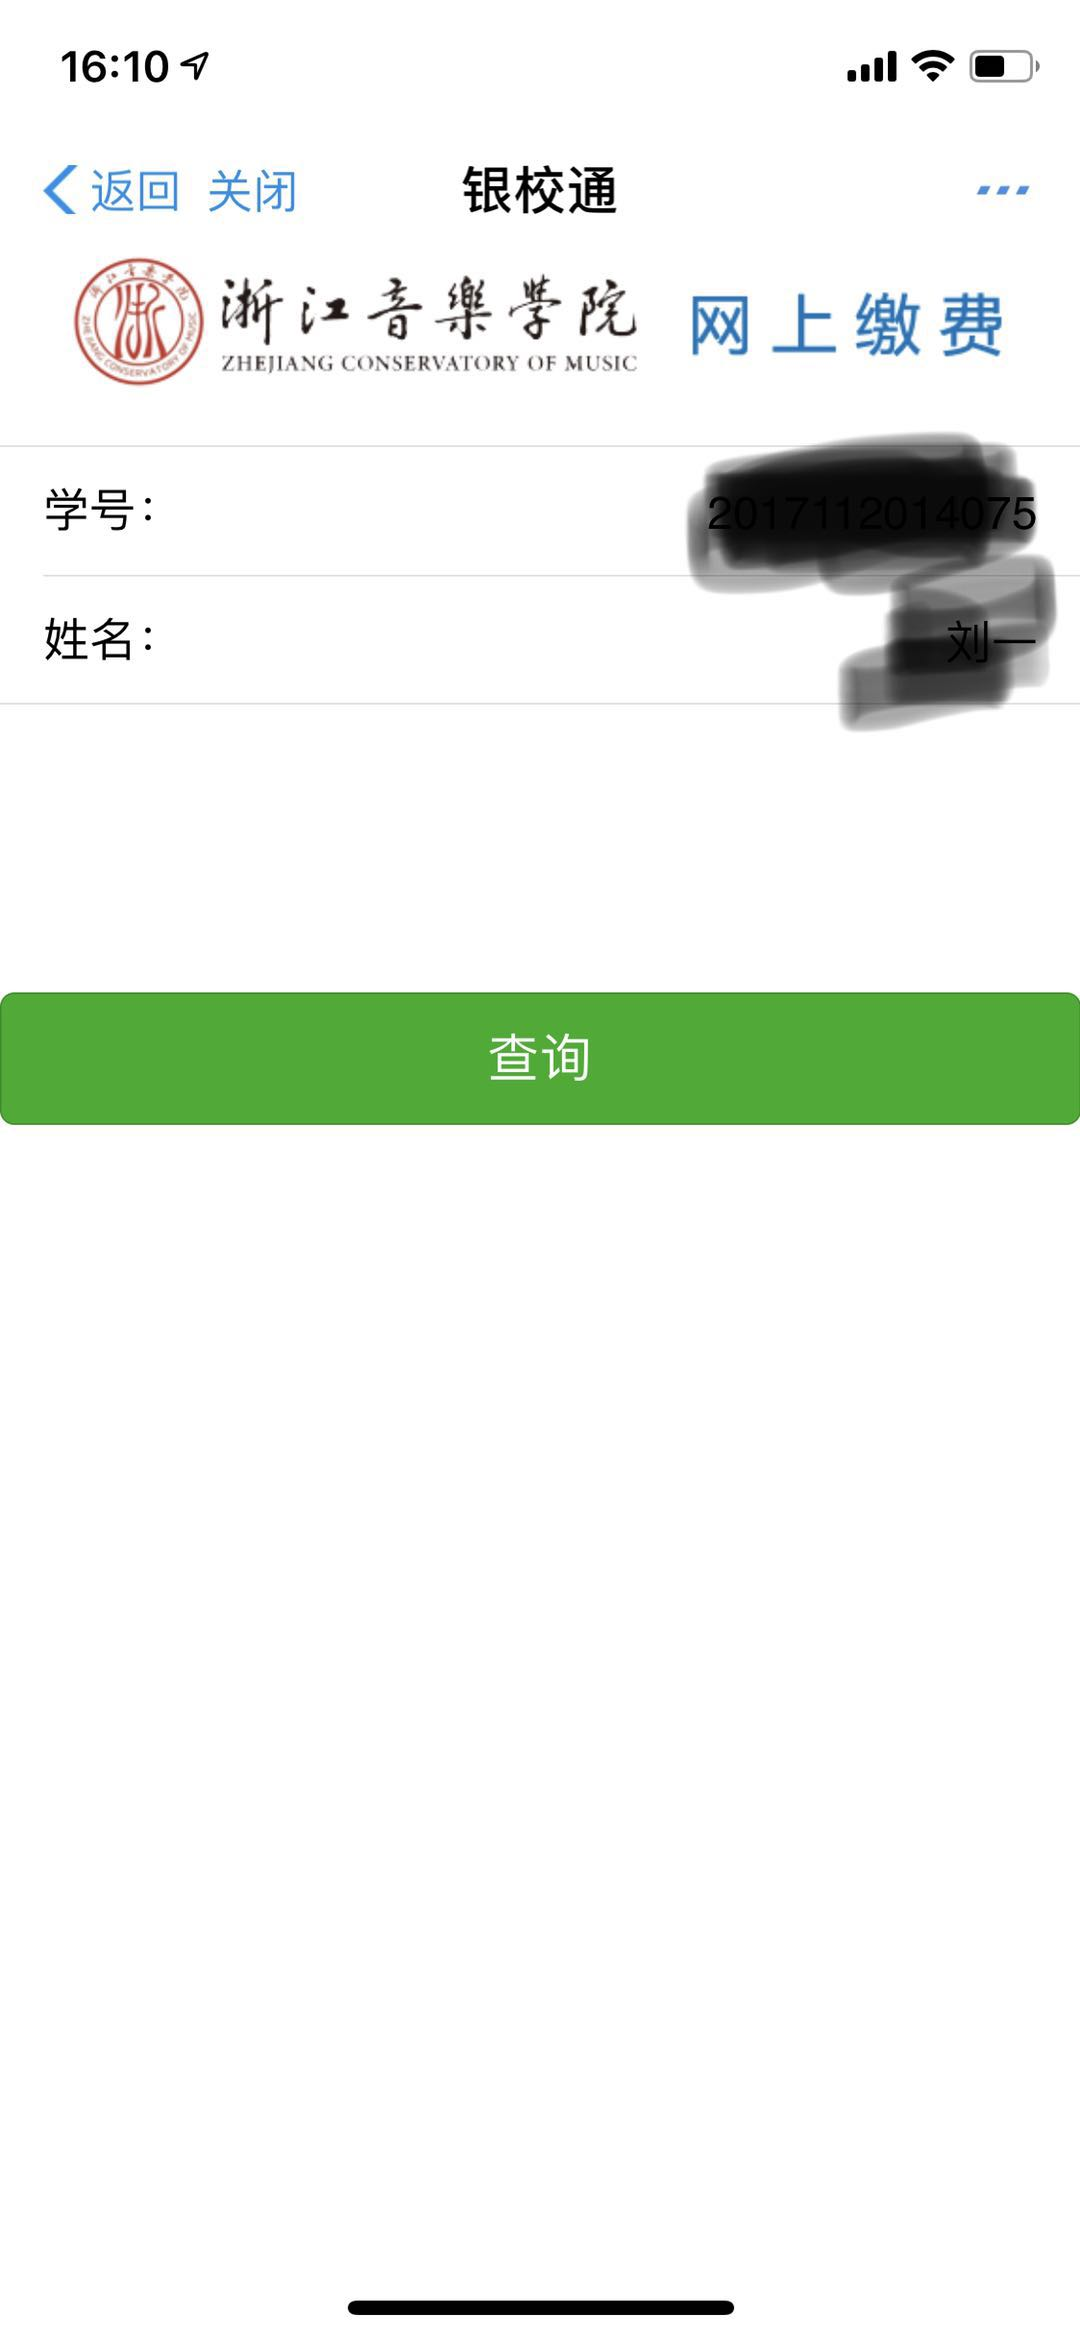 16:10
返回 关闭 银校通
浙江音樂學院 网上缴费
ZHEJIANG CONSERVATORY OF MUSIC
学号：
姓名：
查询